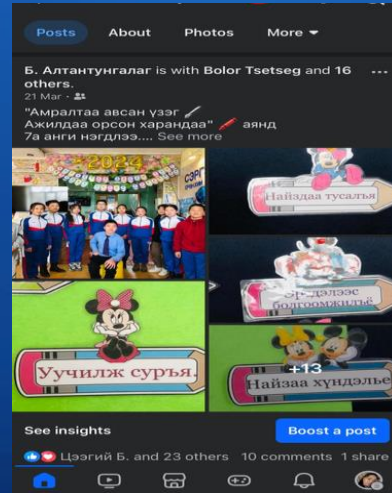 Posts About Photos More
Б. Алтантунгалаг is with Bolor Tsetseg and 16 others.
21 Mar
"Амралтаа авсан үзэг
Ажилдаа орсон харандаа" аянд
7а анги нэгдлээ.... See more
2024
Найздаа тусалъя
болгоомжилъё
Уучилж суръя.
+13
Найзаа хүндэлье
See insights
Boost a post
Цээгий Б. and 23 others 10 comments 1 share